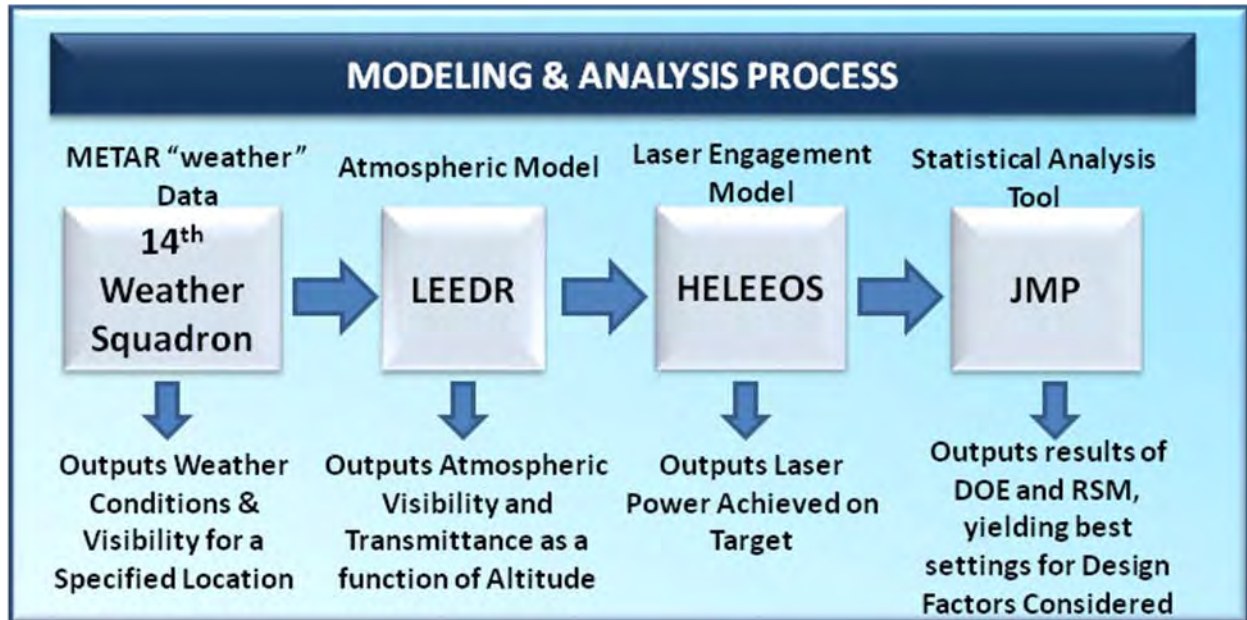 MODELING & ANALYSIS PROCESS
METAR “weather”
Data
14th
Weather
Squadron
Outputs Weather
Conditions &
Visibility for a
Specified Location
Atmospheric Model
LEEDR
Outputs Atmospheric
Visibility and
Transmittance as a
function of Altitude
Laser Engagement
Model
HELEEOS
Outputs Laser
Power Achieved on
Target
Statistical Analysis
Tool
JMP
Outputs results of
DOE and RSM,
yielding best
settings for Design
Factors Considered